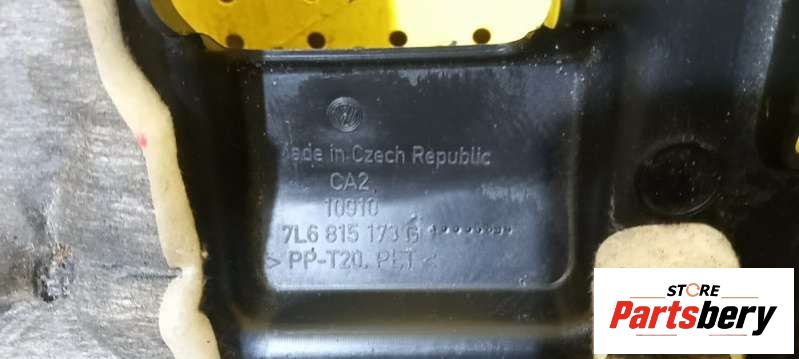 Made in Czech Republic
CA2
10910
7L6 815 173 G
> PP-T20, PET <
STORE
Partsbery